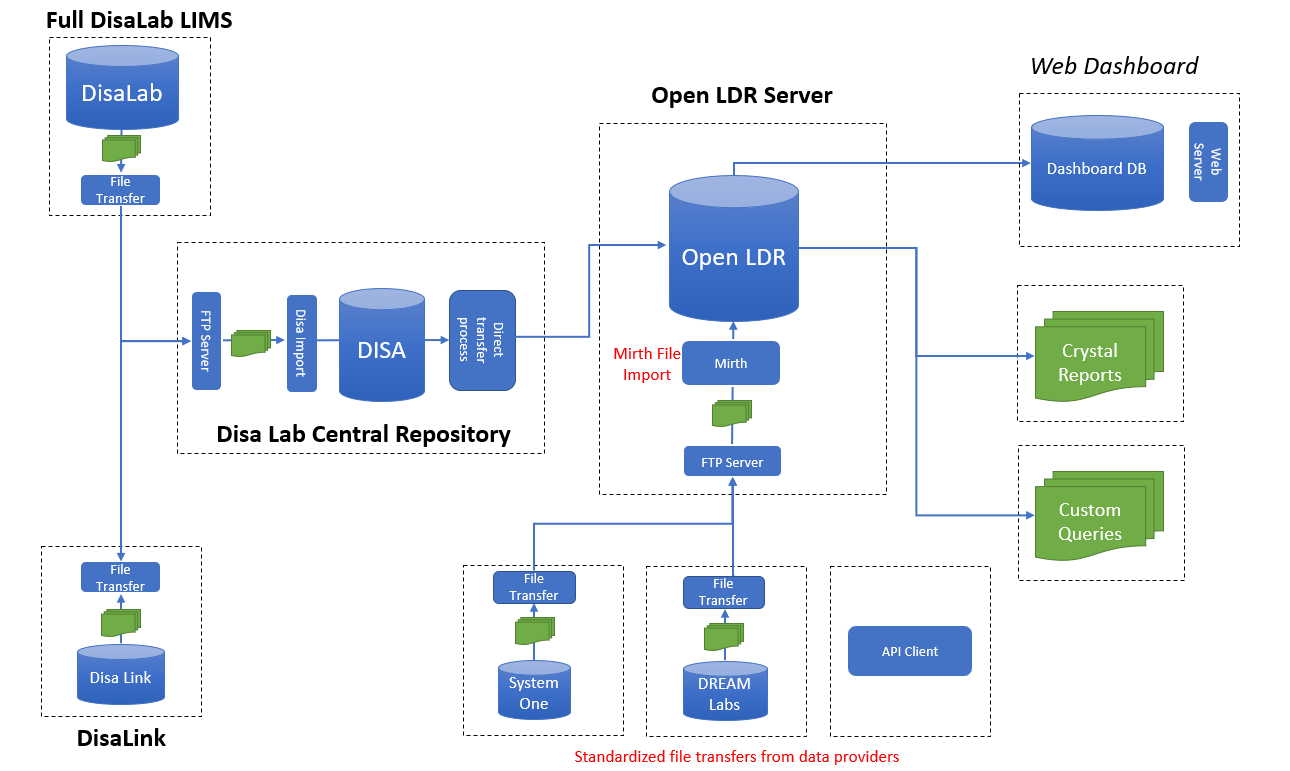 Full DisaLab LIMS
DisaLab
File
Transfer
Web Dashboard
Open LDR Server
Dashboard DB
Web
Server
Open LDR
FTP Server
Disa Import
DISA
Direct
transfer
process
Disa Lab Central Repository
Mirth File
Import
Mirth
FTP Server
Crystal
Reports
Custom
Queries
File
Transfer
Disa Link
DisaLink
File
Transfer
System
One
File
Transfer
DREAM
Labs
API Client
Standardized file transfers from data providers